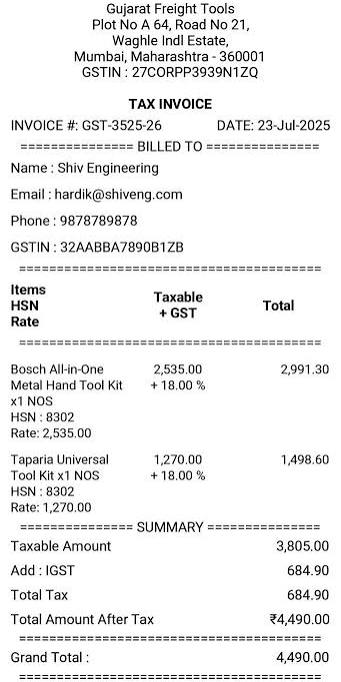 Gujarat Freight Tools
Plot No A 64, Road No 21,
Waghle Indl Estate,
Mumbai, Maharashtra - 360001
GSTIN : 27CORPP3939N1ZQ
TAX INVOICE
INVOICE #: GST-3525-26 DATE: 23-Jul-2025
=============== BILLED TO ===============
Name : Shiv Engineering
Email : hardik@shiveng.com
Phone : 9878789878
GSTIN : 32AABBA7890B1ZB
========================================
Items
HSN
Rate
Taxable
+ GST
Total
========================================
Bosch All-in-One 2,535.00 2,991.30
Metal Hand Tool Kit + 18.00 %
x1 NOS
HSN : 8302
Rate: 2,535.00
Taparia Universal 1,270.00 1,498.60
Tool Kit x1 NOS + 18.00 %
HSN : 8302
Rate: 1,270.00
=============== SUMMARY ===============
Taxable Amount 3,805.00
Add : IGST 684.90
Total Tax 684.90
Total Amount After Tax ₹4,490.00
========================================
Grand Total : 4,490.00
========================================